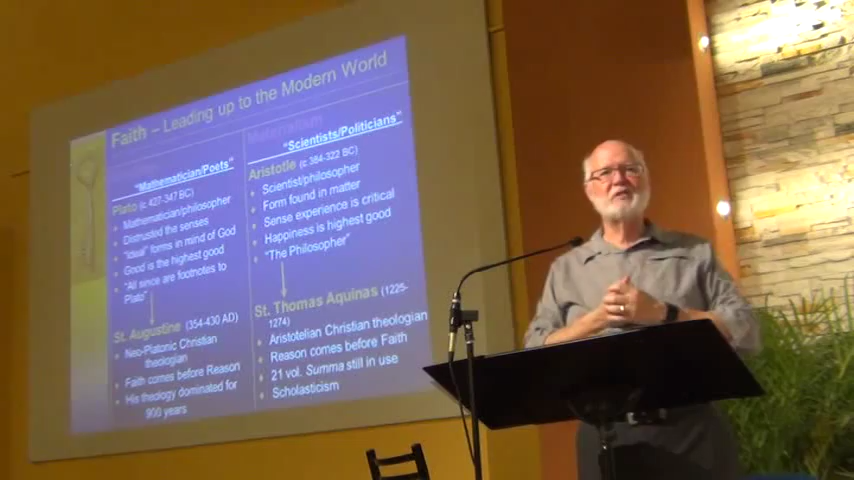 Faith – Leading up to the Modern World
"Mathematician/Poets"
Plato (c. 427-347 BC)
Mathematician/philosopher
Distrusted the senses
"Ideal" forms in mind of God
Good is the highest good
"All since are footnotes to
Plato"
St. Augustine (354-430 AD)
Neo-Platonic Christian
theologian
Faith comes before Reason
His theology dominated for
900 years
Materialism
"Scientists/Politicians"
Aristotle (c 384-322 BC)
Scientist/philosopher
Form found in matter
Sense experience is critical
Happiness is highest good
"The Philosopher"
St. Thomas Aquinas (1225-
1274)
Aristotelian Christian theologian
Reason comes before Faith
21 vol. Summa still in use
Scholasticism